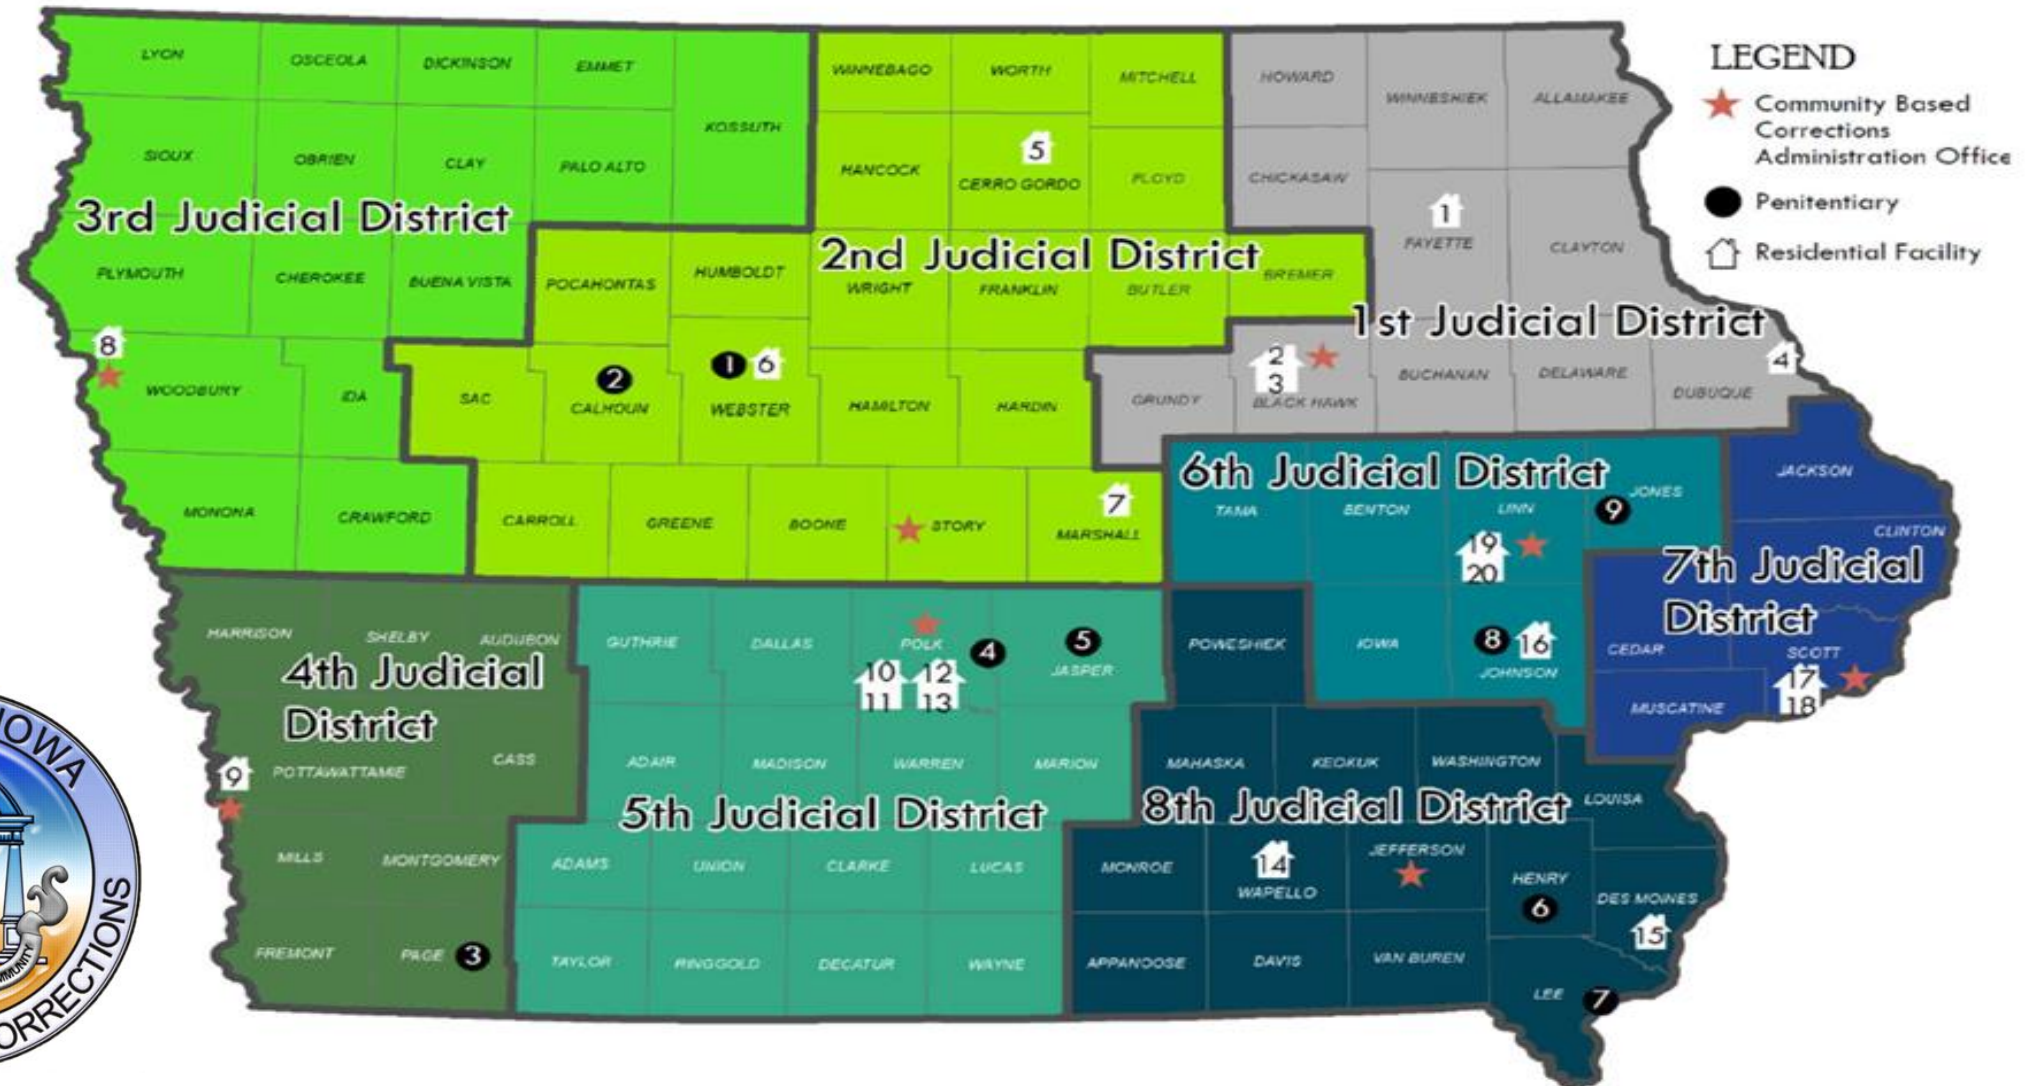 LEGEND
Community Based
Corrections
Administration Office
Penitentiary
Residential Facility
LYON
OSCEOLA
DICKINSON
EMMET
KOSSUTH
WINNEBAGO
WORTH
MITCHELL
HOWARD
WINNESHIEK
ALLAMAKEE
SIOUX
OBRIEN
CLAY
PALO ALTO
HANCOCK
5
CERRO GORDO
FLOYD
CHICKASAW
1
FAYETTE
CLAYTON
3rd Judicial District
2nd Judicial District
1st Judicial District
PLYMOUTH
CHEROKEE
BUENA VISTA
POCAHONTAS
HUMBOLDT
WRIGHT
FRANKLIN
BUTLER
BREMER
8
WOODBURY
IDA
SAC
2
CALHOUN
1
6
WEBSTER
HAMILTON
HARDIN
GRUNDY
2
3
BLACK HAWK
BUCHANAN
DELAWARE
4
DUBUQUE
MONONA
CRAWFORD
CARROLL
GREENE
BOONE
STORY
7
MARSHALL
6th Judicial District
TAMA
BENTON
LINN
19
20
JONES
9
JACKSON
CLINTON
7th Judicial
District
HARRISON
SHELBY
AUDUBON
4th Judicial
District
GUTHRIE
DALLAS
POLK
4
10
11
12
13
5
JASPER
POWESHIEK
IOWA
8
16
JOHNSON
CEDAR
SCOTT
17
18
MUSCATINE
9
POTTAWATTAMIE
CASS
ADAIR
MADISON
WARREN
MARION
MAHASKA
KEOKUK
WASHINGTON
LOUISA
5th Judicial District
8th Judicial District
MILLS
MONTGOMERY
ADAMS
UNION
CLARKE
LUCAS
MONROE
14
WAPELLO
JEFFERSON
HENRY
6
DES MOINES
15
FREMONT
PAGE
3
TAYLOR
RINGGOLD
DECATUR
WAYNE
APPANOOSE
DAVIS
VAN BUREN
LEE
7
IOWA
ORRECTIONS